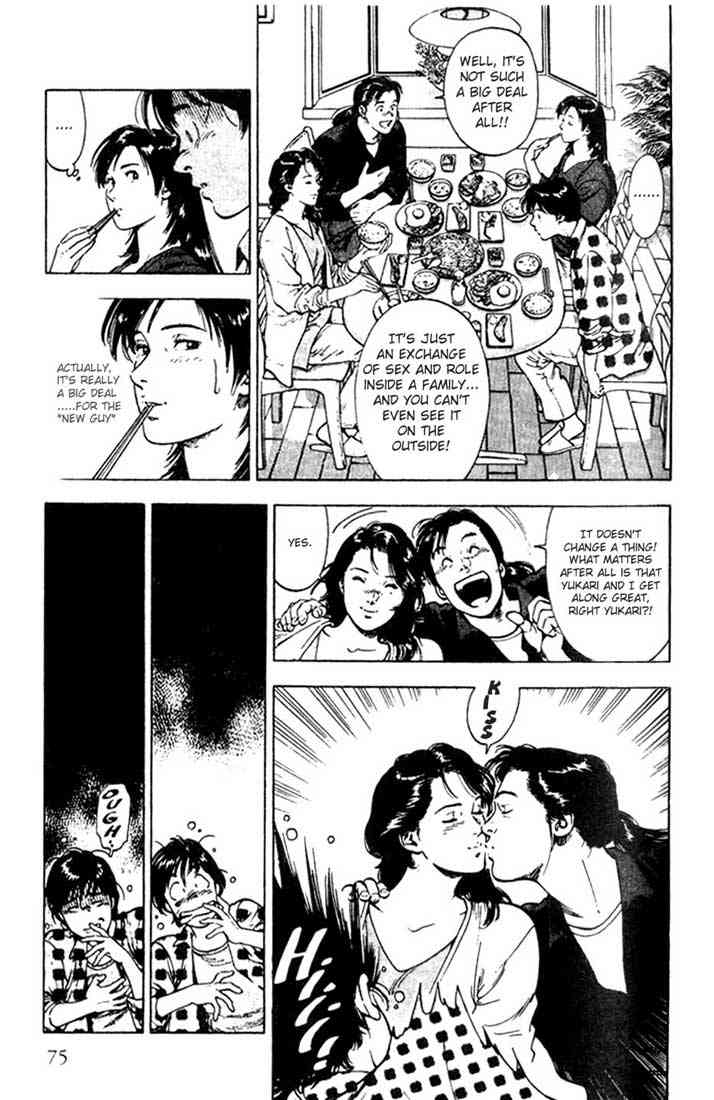 WELL, IT'S
NOT SUCH
A BIG DEAL
AFTER
ALL!!
......
IT'S JUST
AN EXCHANGE
OF SEX AND ROLE
INSIDE A FAMILY...
AND YOU CAN'T
EVEN SEE IT
ON THE
OUTSIDE!
....
ACTUALLY,
IT'S REALLY
A BIG DEAL
.....FOR THE
"NEW GUY"
IT DOESN'T
CHANGE A THING!
WHAT MATTERS
AFTER ALL IS THAT
YUKARI AND I GET
ALONG GREAT,
RIGHT YUKARI?!
YES.
KISS
HIIII
OUGH.
75